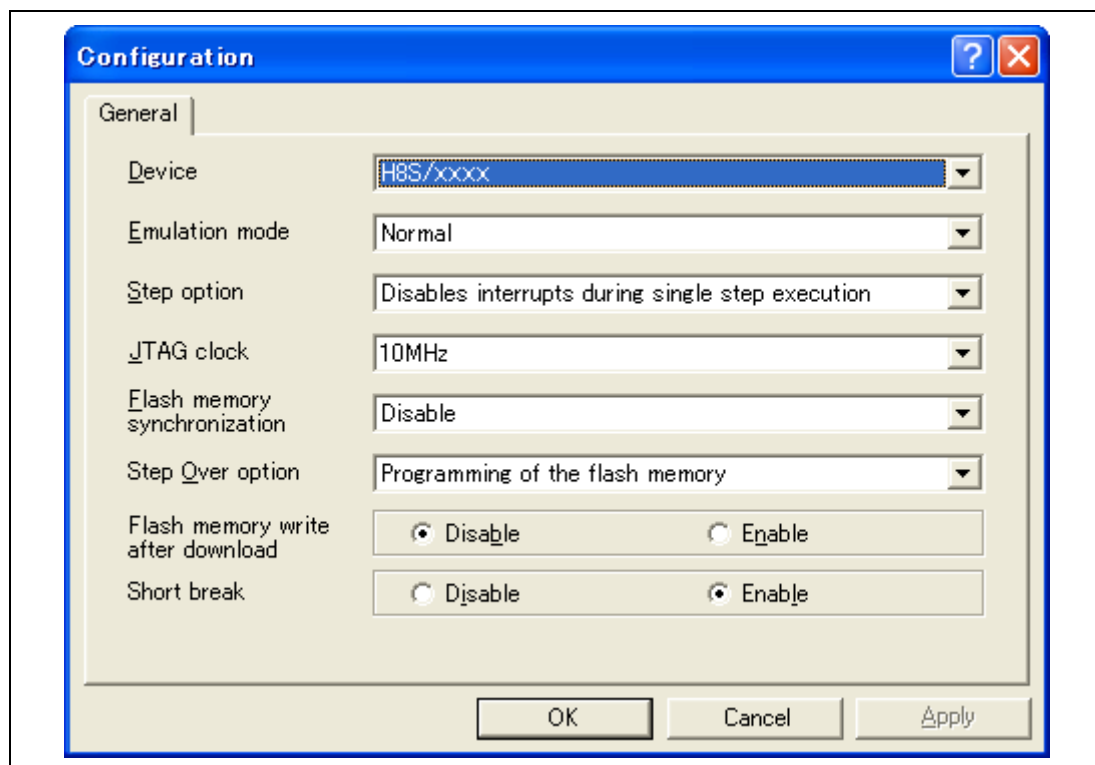 Configuration
General
Device
H8S/xxxx
Emulation mode
Normal
Step option
Disables interrupts during single step execution
JTAG clock
10MHz
Flash memory
synchronization
Disable
Step Over option
Programming of the flash memory
Flash memory write
after download
Disable
Enable
Short break
Disable
Enable
OK
Cancel
Apply